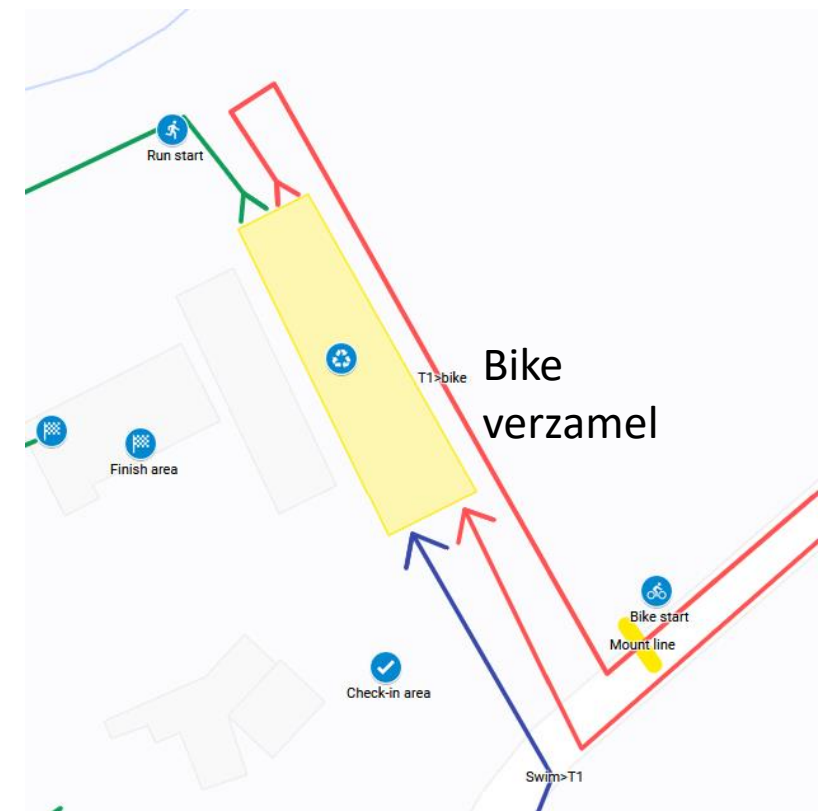 Run start
T1>bike
Bike
verzamel
Finish area
Bike start
Mount line
Check-in area
Swim>T1